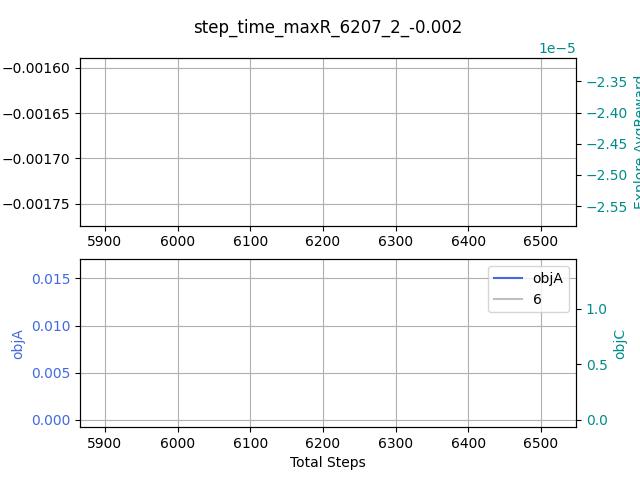 step_time_maxR_6207_2_-0.002
1e−5
−0.00160
−0.00165
−0.00170
−0.00175
−2.35
−2.40
−2.45
−2.50
−2.55
Explore AvgReward
5900 6000 6100 6200 6300 6400 6500
objA
0.015
0.010
0.005
0.000
objA
6
1.0
0.5
0.0
objC
5900 6000 6100 6200 6300 6400 6500
Total Steps